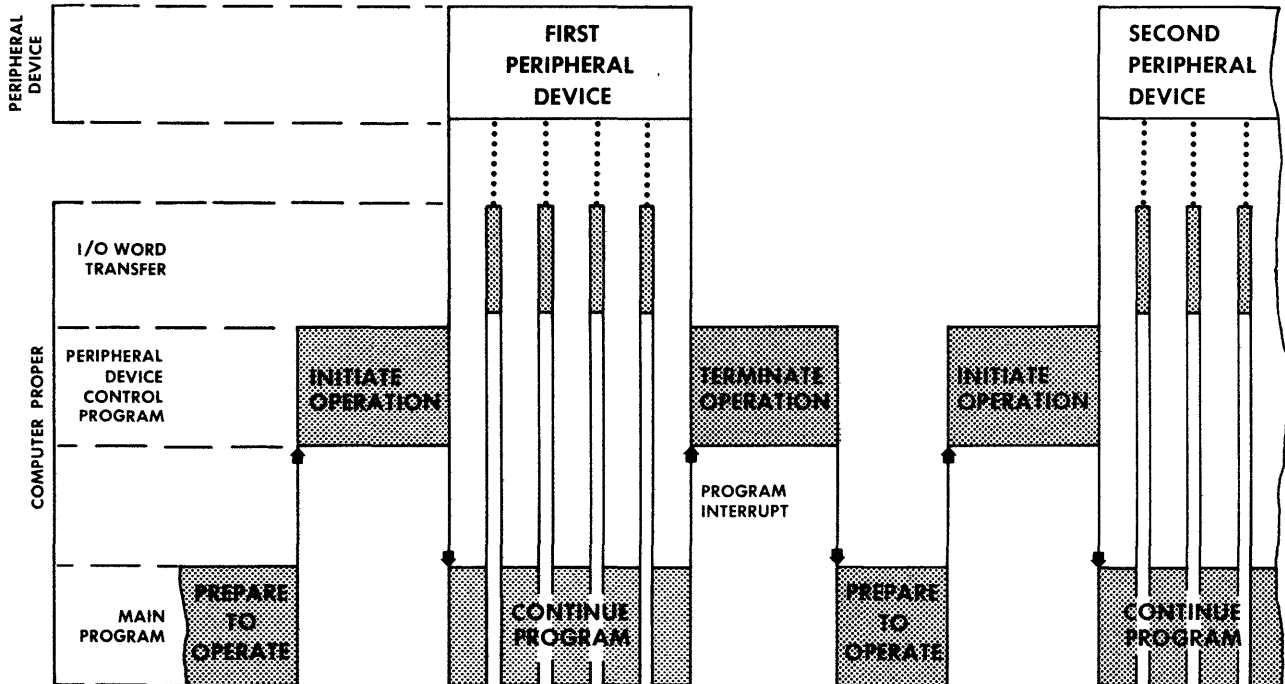 PERIPHERAL
DEVICE
FIRST
PERIPHERAL
DEVICE
SECOND
PERIPHERAL
DEVICE
COMPUTER PROPER
I/O WORD
TRANSFER
PERIPHERAL
DEVICE
CONTROL
PROGRAM
INITIATE
OPERATION
TERMINATE
OPERATION
INITIATE
OPERATION
PROGRAM
INTERRUPT
MAIN
PROGRAM
PREPARE
TO
OPERATE
CONTINUE
PROGRAM
PREPARE
TO
OPERATE
CONTINUE
PROGRAM